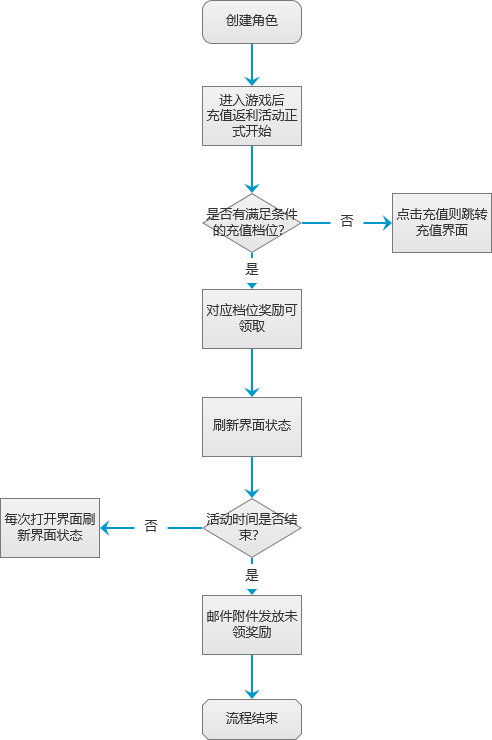 创建角色
进入游戏后
充值返利活动正
式开始
是否有满足条件
的充值档位?
否
点击充值则跳转
充值界面
是
对应档位奖励可
领取
刷新界面状态
活动时间是否结
束?
否
每次打开界面刷
新界面状态
是
邮件附件发放未
领奖励
流程结束